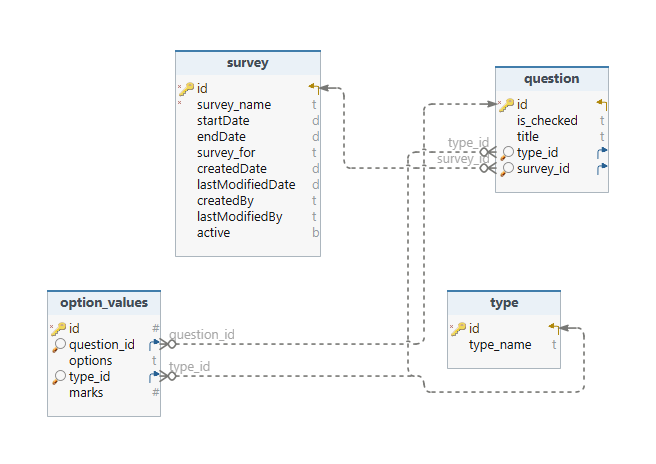 survey
id
survey_name t
startDate d
endDate d
survey_for t
createdDate d
lastModifiedDate d
createdBy t
lastModifiedBy t
active b
question
id
is_checked t
title t
type_id
survey_id
type_id
survey_id
option_values
id #
question_id
options t
type_id
marks #
question_id
type_id
type
id
type_name t